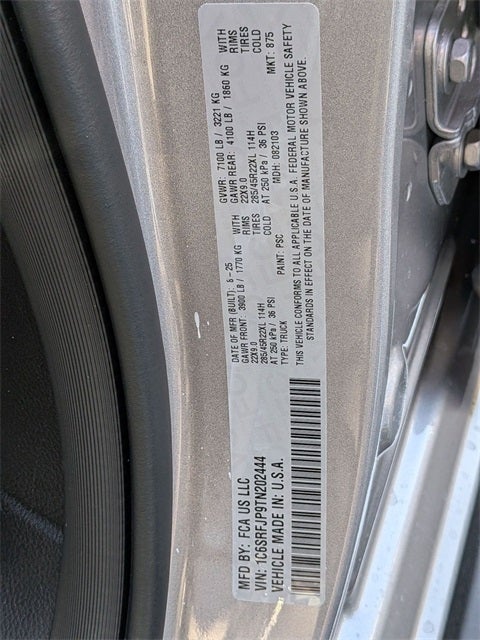 MFD BY: FCA US LLC
VIN: 1C6SRFJP9TN202444
VEHICLE MADE IN: U.S.A.
DATE OF MFR (BUILT): 5-25 GVWR: 7100 LB / 3221 KG
GAWR FRONT: 3900 LB / 1770 KG WITH GAWR REAR: 4100 LB / 1860 KG WITH
22X9.0 RIMS 22X9.0 RIMS
285/45R22XL 114H TIRES 285/45R22XL 114H TIRES
AT 250 kPa / 36 PSI COLD AT 250 kPa / 36 PSI COLD
TYPE: TRUCK PAINT: PSC MDH: 082103 MKT: 875
THIS VEHICLE CONFORMS TO ALL APPLICABLE U.S.A. FEDERAL MOTOR VEHICLE SAFETY
STANDARDS IN EFFECT ON THE DATE OF MANUFACTURE SHOWN ABOVE.